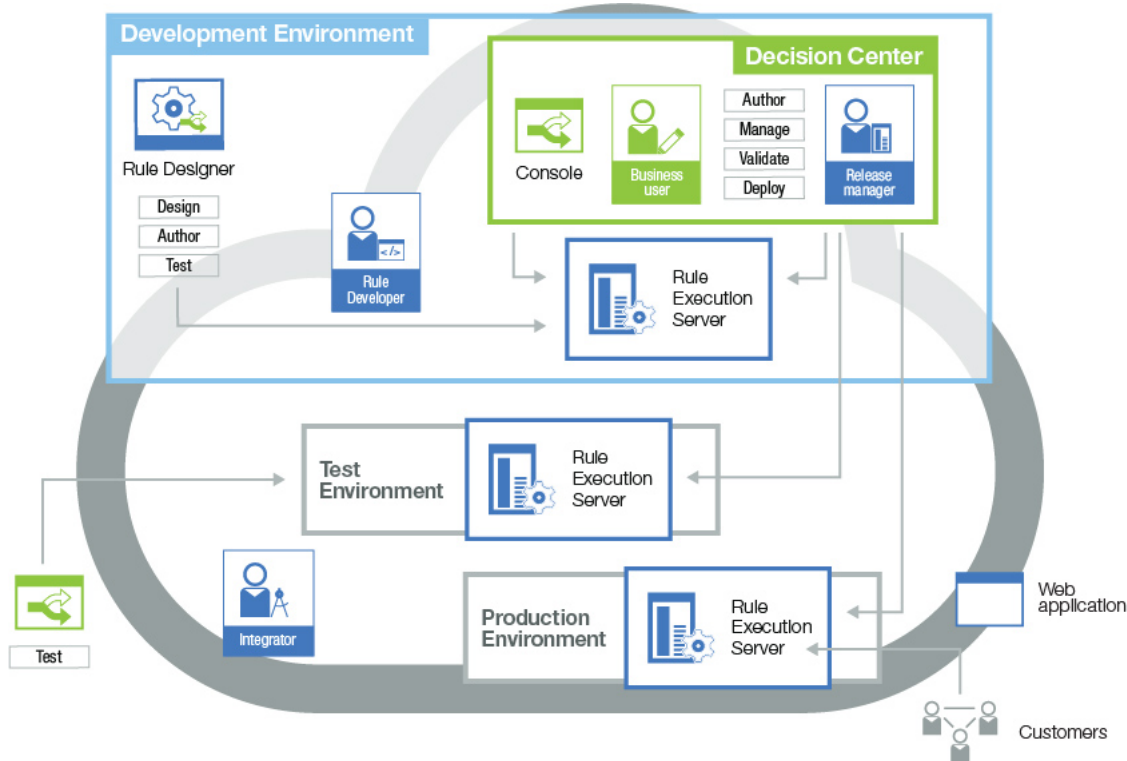 Development Environment
Decision Center
Rule Designer
Design
Author
Test
Rule
Developer
Console
Business
user
Author
Manage
Validate
Deploy
Release
manager
Rule
Execution
Server
Test
Environment
Rule
Execution
Server
Test
Integrator
Production
Environment
Rule
Execution
Server
Web
application
Customers